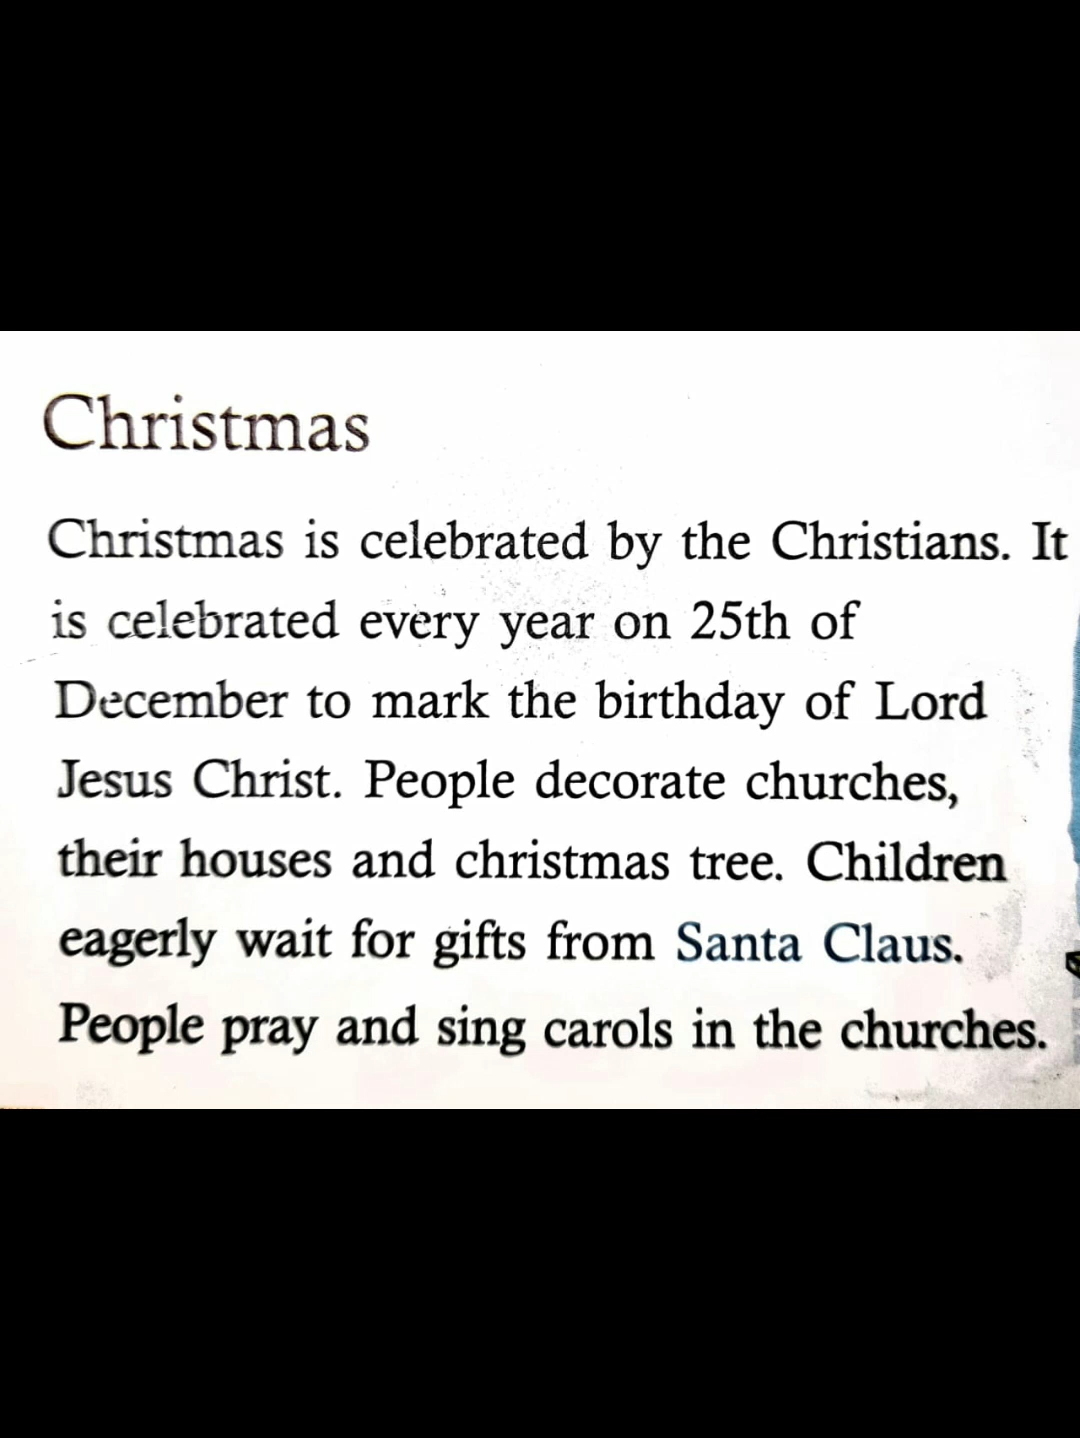 Christmas
Christmas is celebrated by the Christians. It
is celebrated every year on 25th of
December to mark the birthday of Lord
Jesus Christ. People decorate churches,
their houses and christmas tree. Children
eagerly wait for gifts from Santa Claus.
People pray and sing carols in the churches.